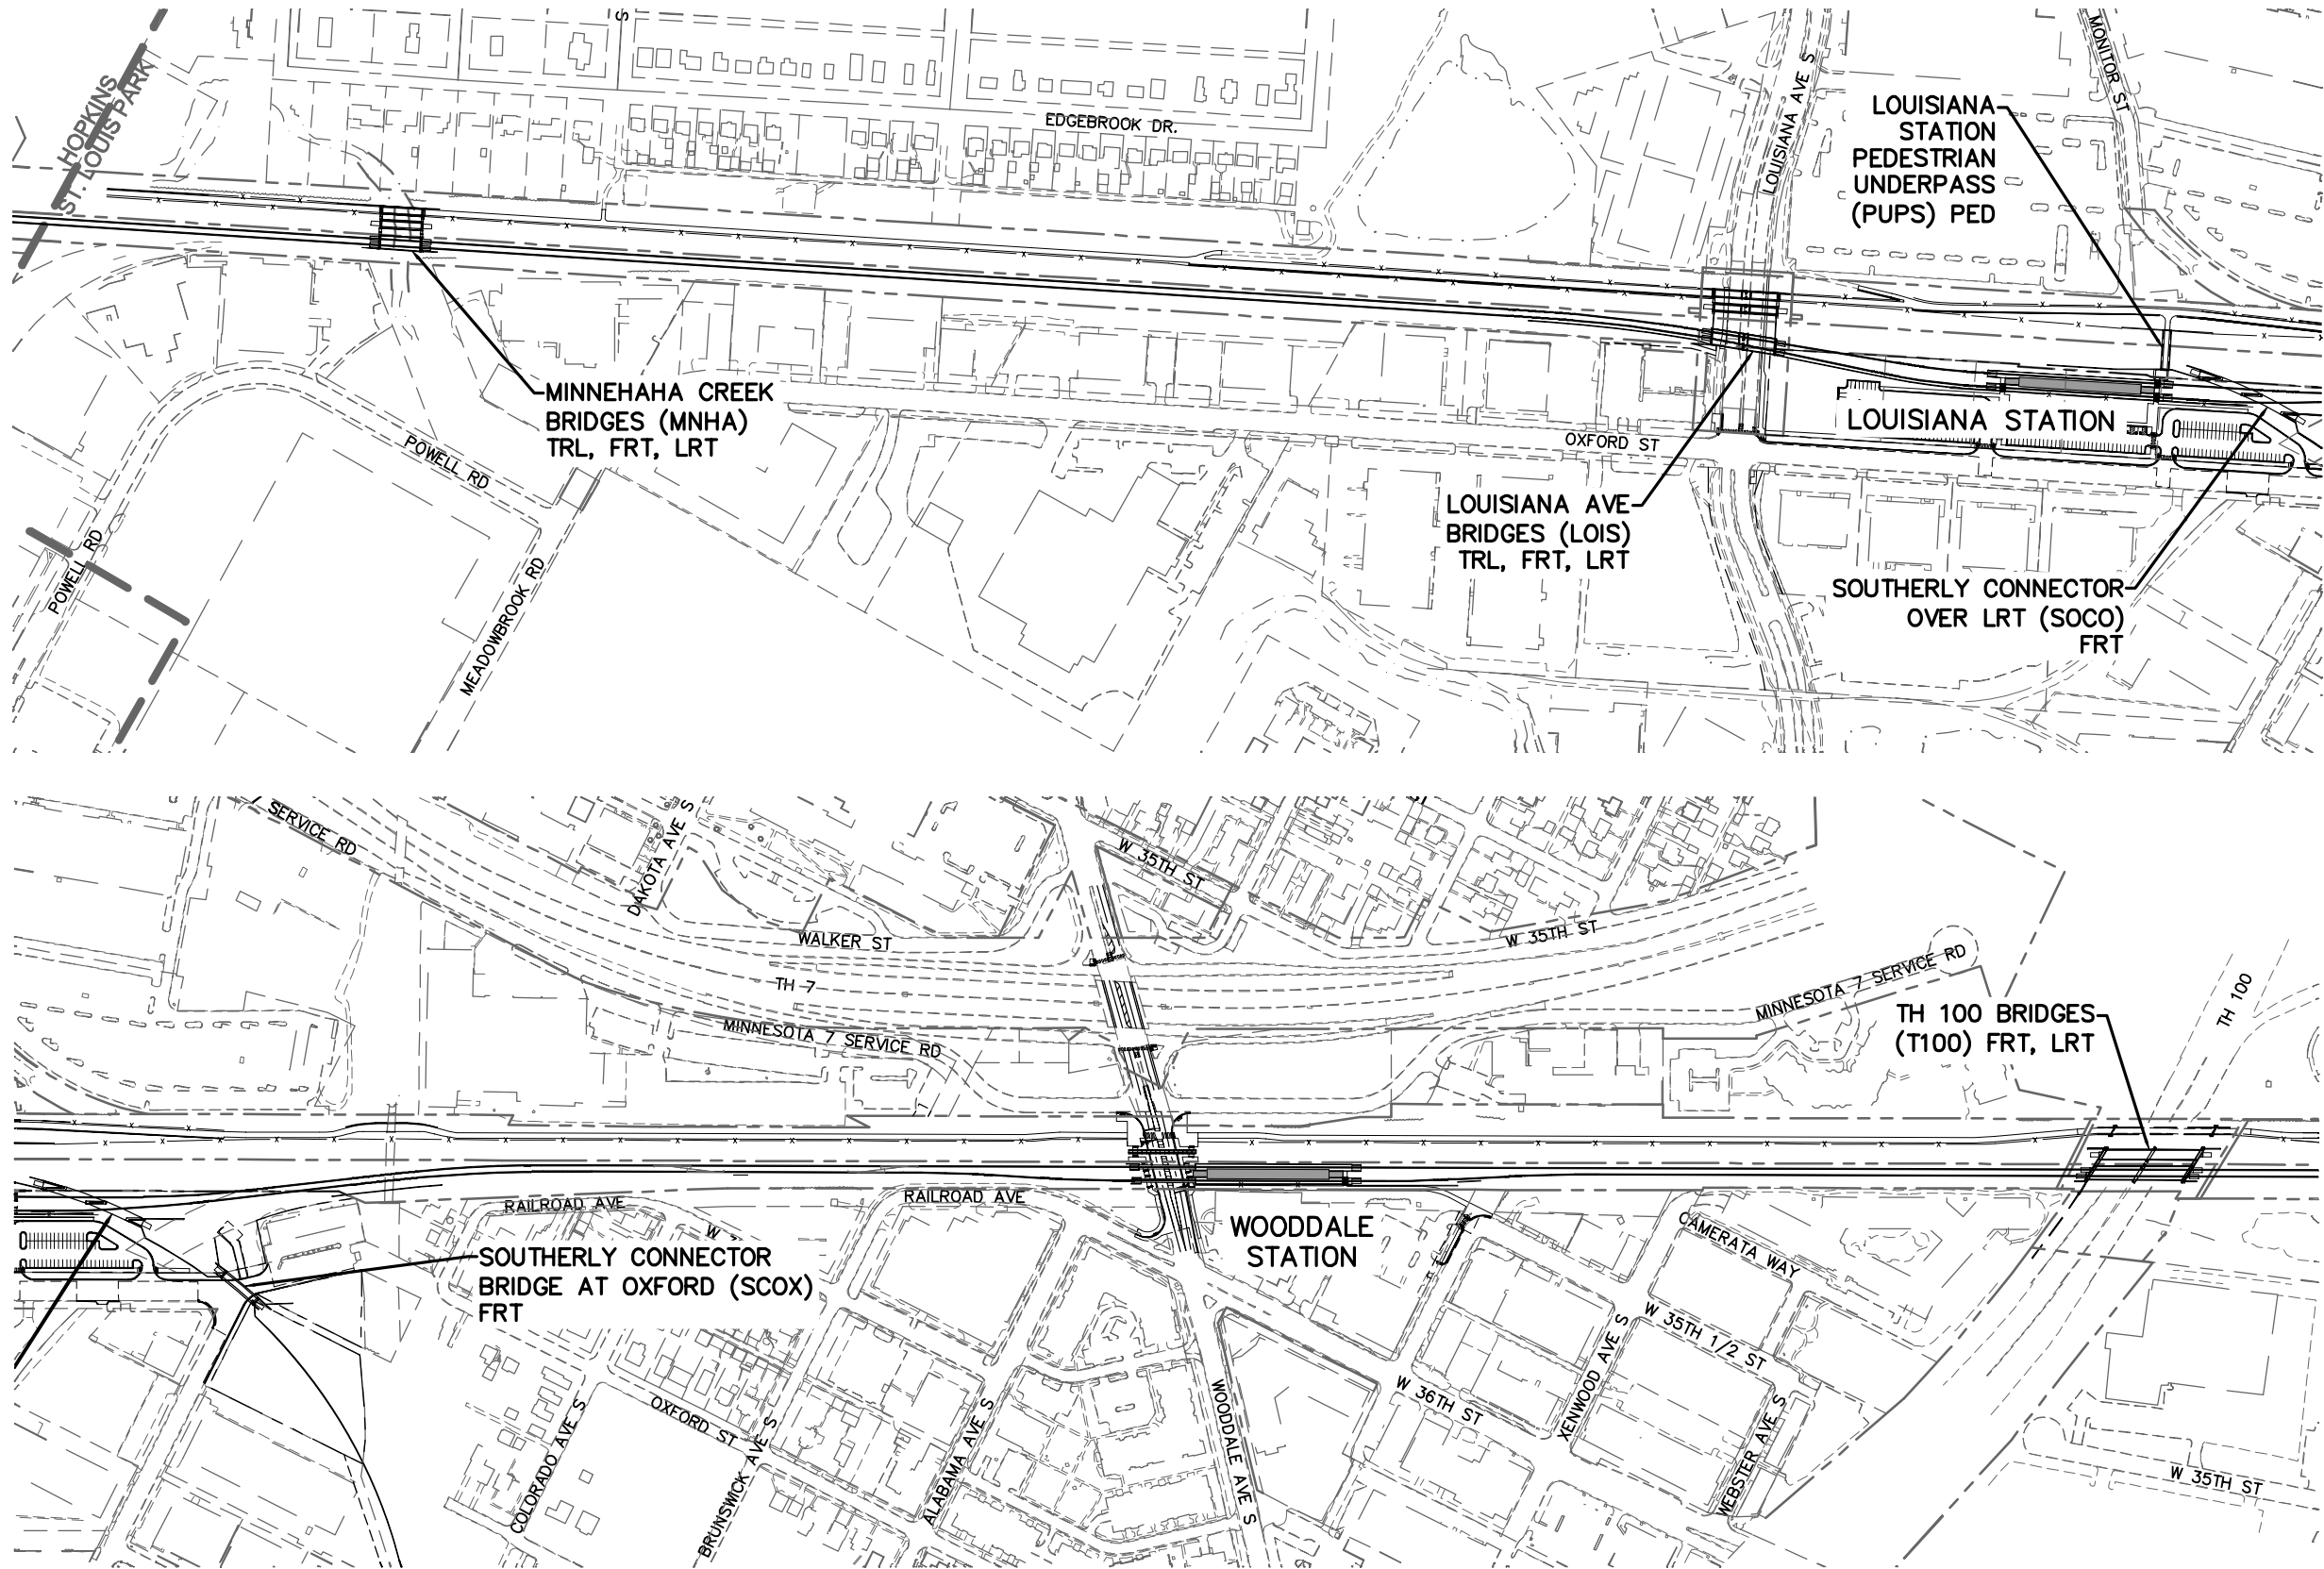 S
HOPKINS
ST. LOUIS PARK
EDGEBROOK DR.
LOUISIANA AVE S
MONITOR ST
LOUISIANA
STATION
PEDESTRIAN
UNDERPASS
(PUPS) PED
MINNEHAHA CREEK
BRIDGES (MNHA)
TRL, FRT, LRT
LOUISIANA STATION
OXFORD ST
POWELL RD
LOUISIANA AVE
BRIDGES (LOIS)
TRL, FRT, LRT
POWELL RD
MEADOWBROOK RD
SOUTHERLY CONNECTOR
OVER LRT (SOCO)
FRT
7 SERVICE RD
DAKOTA AVE S
W 35TH ST
WALKER ST
W 35TH ST
TH 7
MINNESOTA 7 SERVICE RD
MINNESOTA 7 SERVICE RD
TH 100
TH 100 BRIDGES
(T100) FRT, LRT
RAILROAD AVE
RAILROAD AVE
WOODDALE
STATION
CAMERATA WAY
SOUTHERLY CONNECTOR
BRIDGE AT OXFORD (SCOX)
FRT
W 35TH 1/2 ST
OXFORD ST
COLORADO AVE S
BRUNSWICK AVE S
ALABAMA AVE S
WOODDALE AVE S
W 36TH ST
XENWOOD AVE S
WEBSTER AVE S
W 35TH ST